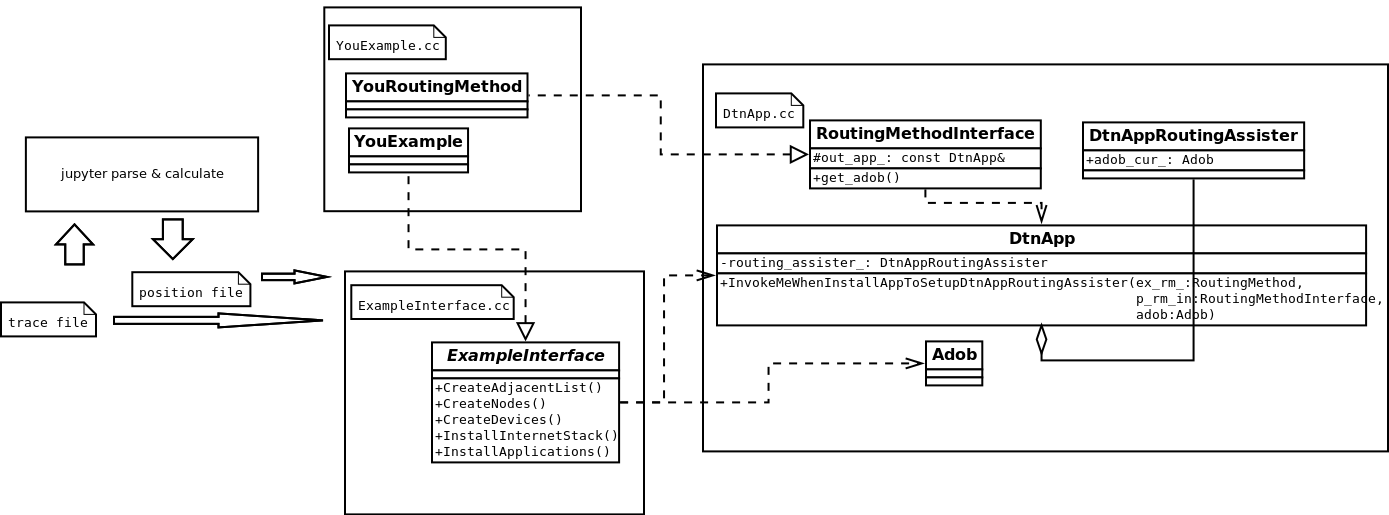 YouExample.cc
YouRoutingMethod
YouExample
jupyter parse & calculate
position file
trace file
ExampleInterface.cc
ExampleInterface
+CreateAdjacentList()
+CreateNodes()
+CreateDevices()
+InstallInternetStack()
+InstallApplications()
DtnApp.cc
RoutingMethodInterface
#out_app_: const DtnApp&
+get_adob()
DtnAppRoutingAssister
+adob_cur_: Adob
DtnApp
-routing_assister_: DtnAppRoutingAssister
+InvokeMeWhenInstallAppToSetupDtnAppRoutingAssister(ex_rm_:RoutingMethod,
p_rm_in:RoutingMethodInterface,
adob:Adob)
Adob